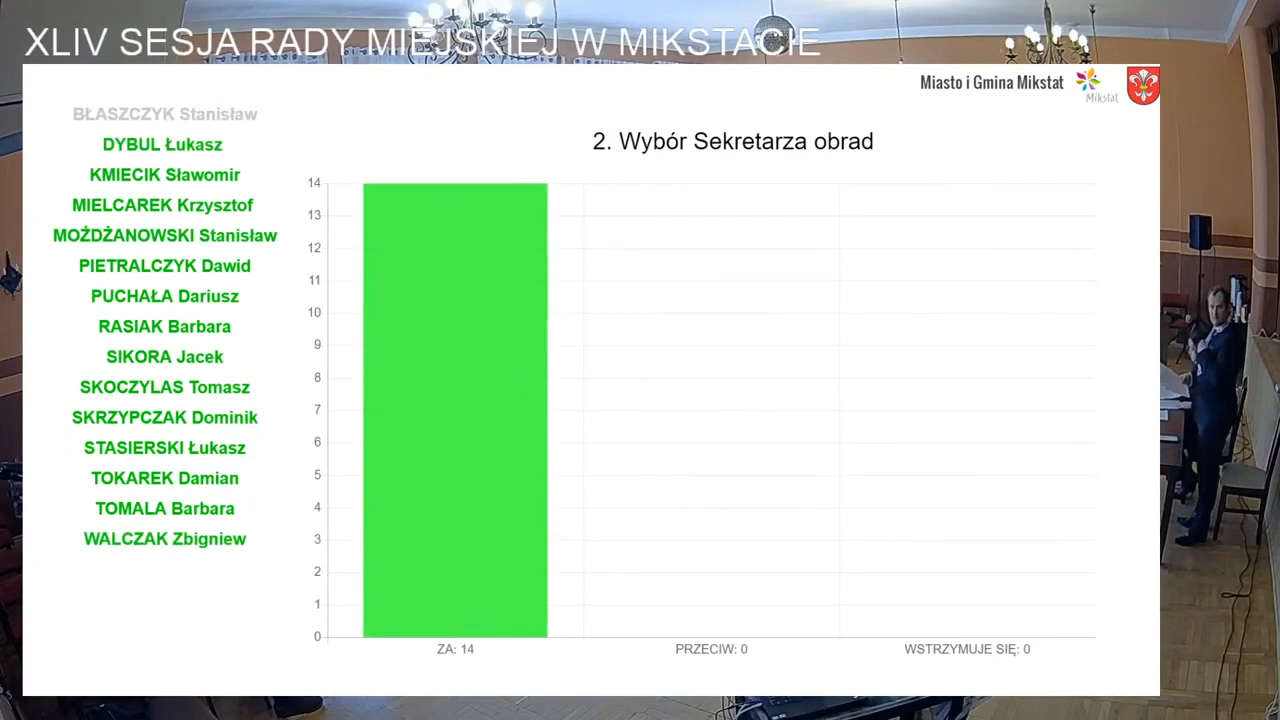 XLIV SESJA RADY MIEJSKIEJ W MIKSTACIE
Miasto i Gmina Mikstat
Mikstat
BŁASZCZYK Stanisław
DYBUL Łukasz
KMIECIK Sławomir
MIELCAREK Krzysztof
MOŻDŻANOWSKI Stanisław
PIETRALCZYK Dawid
PUCHAŁA Dariusz
RASIAK Barbara
SIKORA Jacek
SKOCZYLAS Tomasz
SKRZYPCZAK Dominik
STASIERSKI Łukasz
TOKAREK Damian
TOMALA Barbara
WALCZAK Zbigniew
2. Wybór Sekretarza obrad
14
13
12
11
10
9
8
7
6
5
4
3
2
1
0
ZA: 14 PRZECIW: 0 WSTRZYMUJE SIĘ: 0